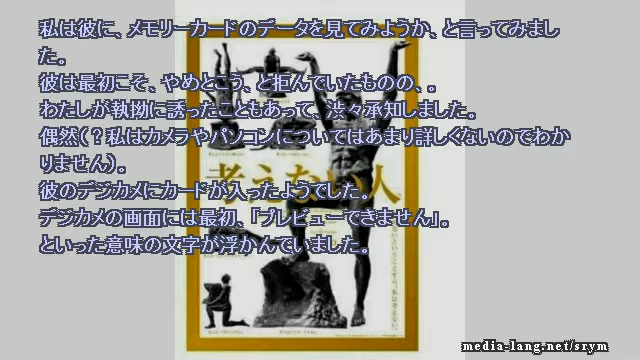 私は彼に、メモリーカードのデータを見てみようか、と言ってみまし
た。
彼は最初こそ、やめとこう、と拒んでいたものの、。
わたしが執拗に誘ったこともあって、渋々承知しました。
偶然(？私はカメラやパソコンについてはあまり詳しくないのでわか
りません)。
彼のデジカメにカードが入ったようでした。
デジカメの画面には最初、「プレビューできません」。
といった意味の文字が浮かんでいました。
考えない人
media-lang.net/srym